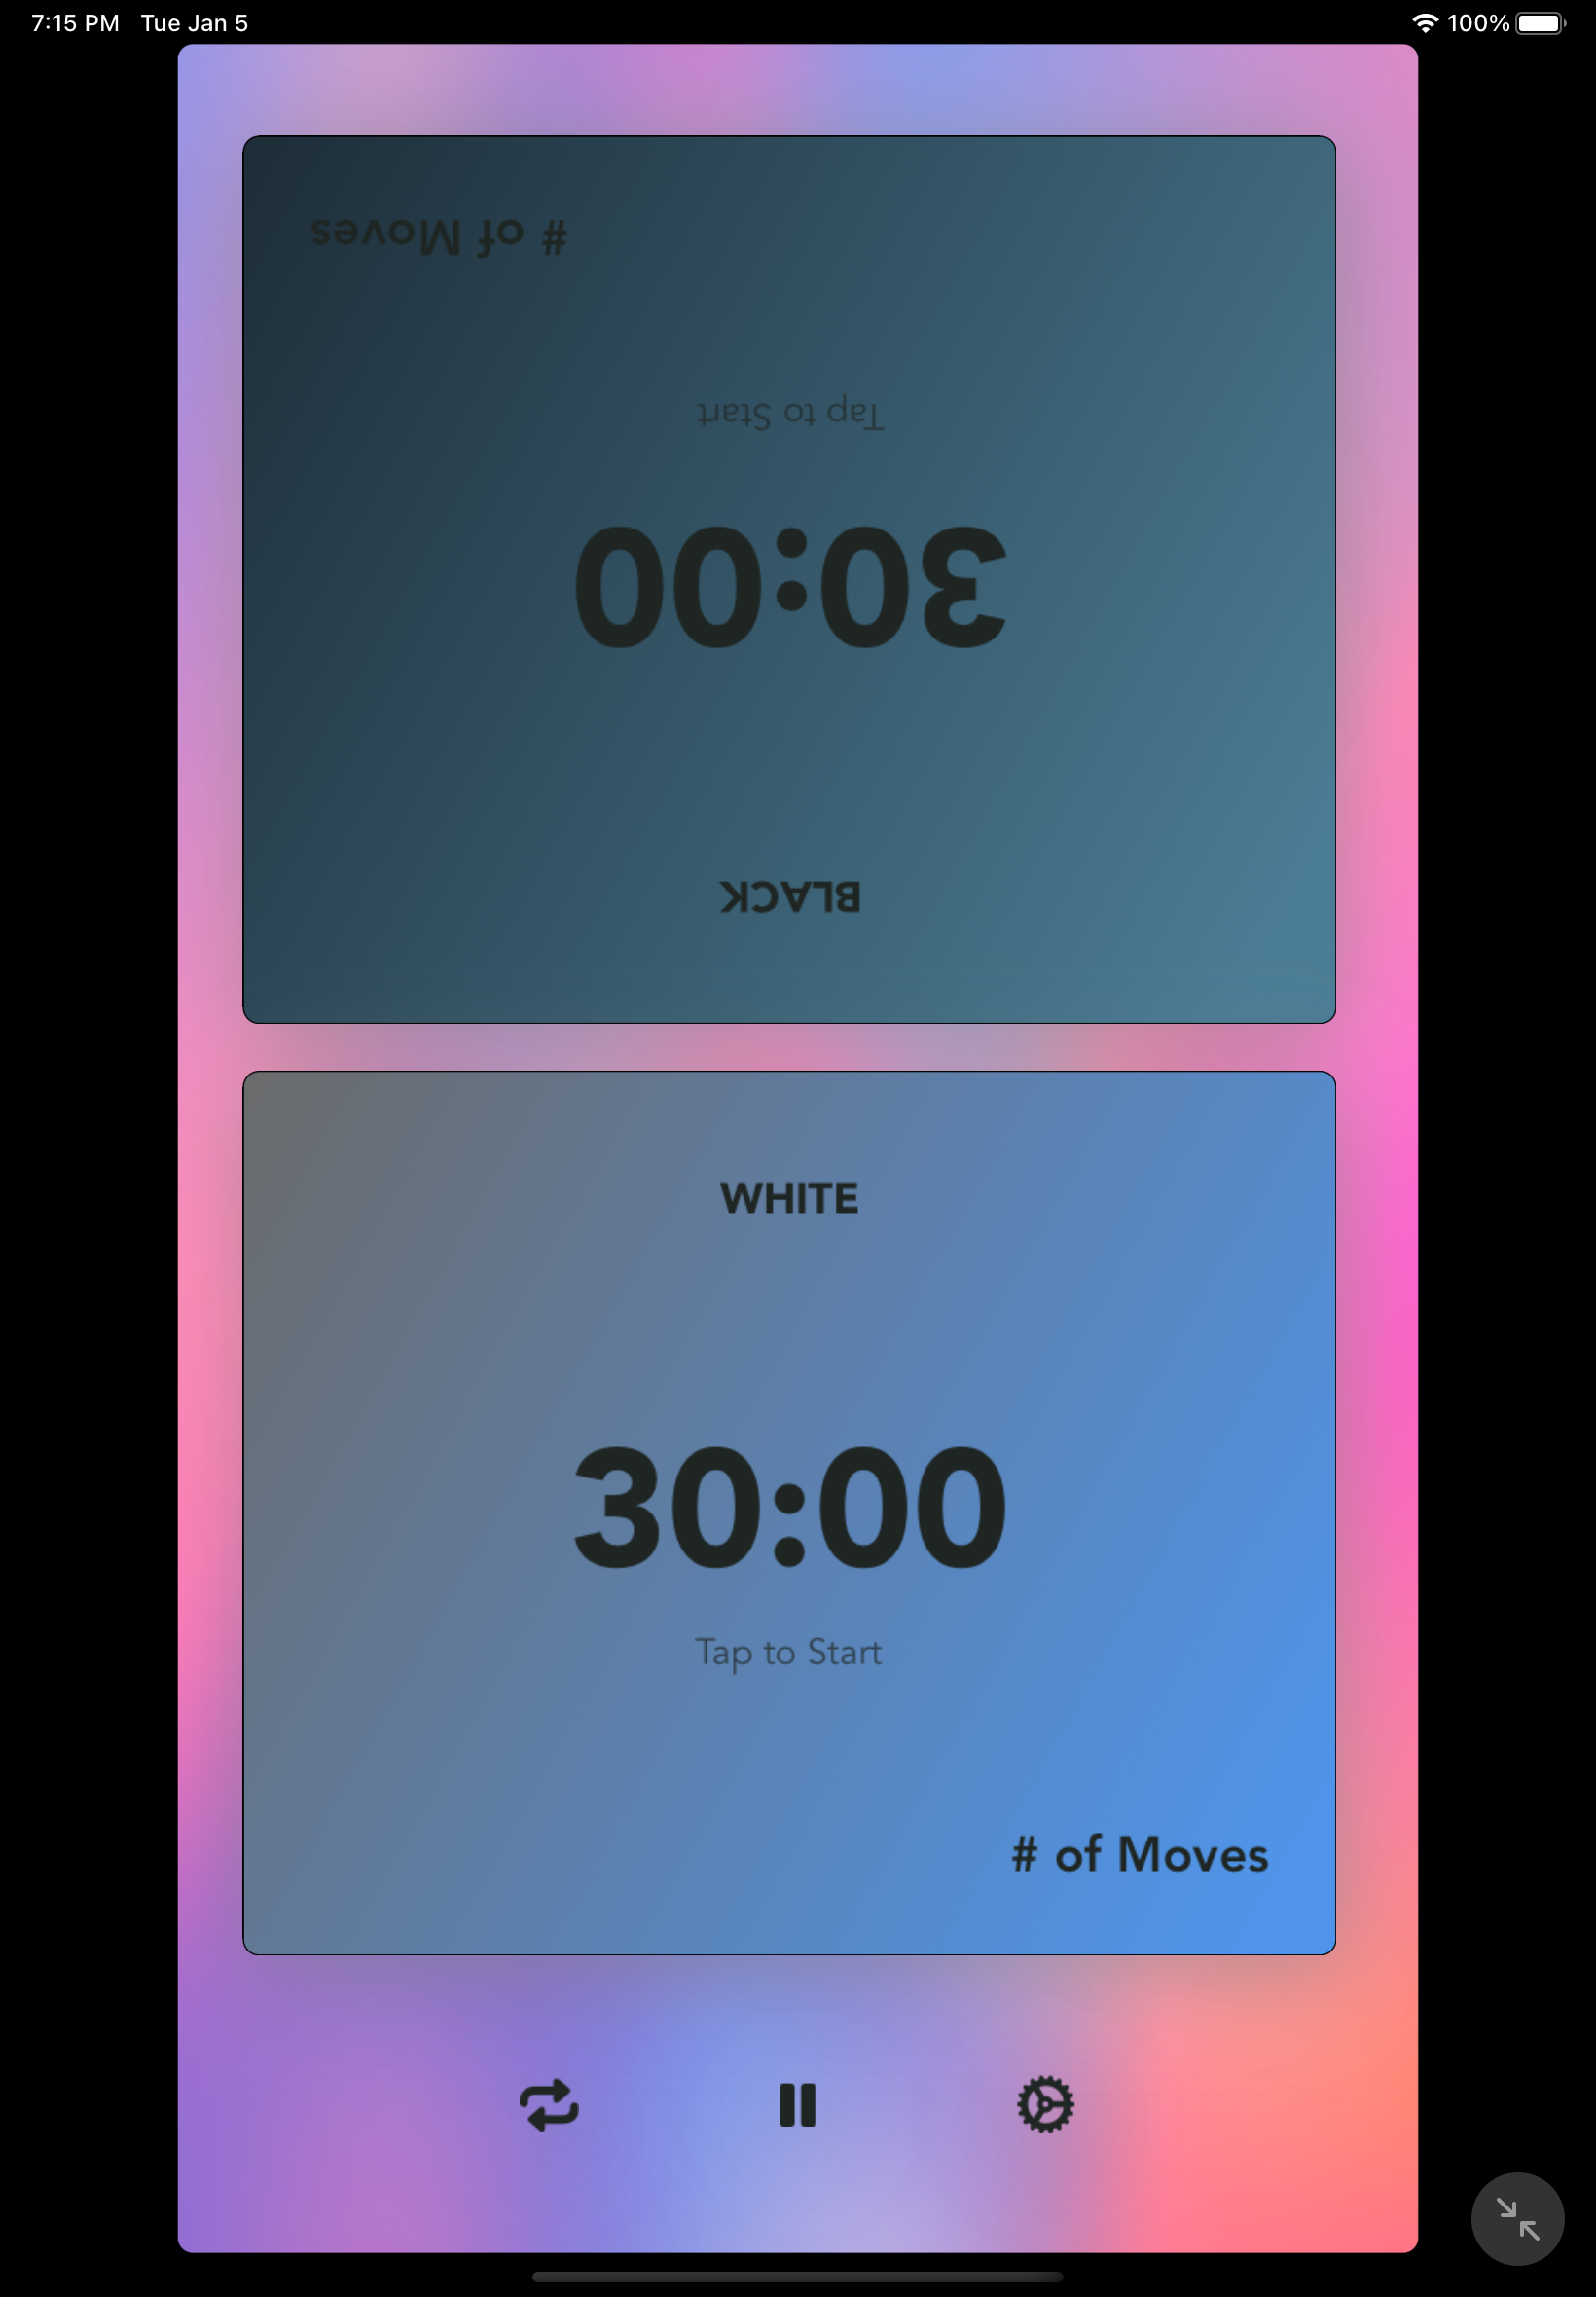 7:15 PM Tue Jan 5 100%
# of Moves
Tap to Start
30:00
BLACK
WHITE
30:00
Tap to Start
# of Moves